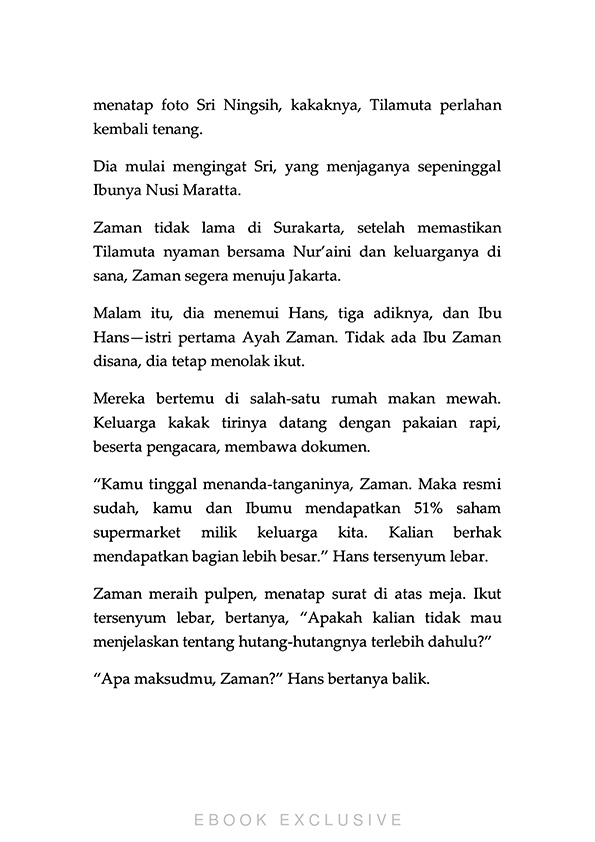 menatap foto Sri Ningsih, kakaknya, Tilamuta perlahan
kembali tenang.
Dia mulai mengingat Sri, yang menjaganya sepeninggal
Ibunya Nusi Maratta.
Zaman tidak lama di Surakarta, setelah memastikan
Tilamuta nyaman bersama Nur’aini dan keluarganya di
sana, Zaman segera menuju Jakarta.
Malam itu, dia menemui Hans, tiga adiknya, dan Ibu
Hans—istri pertama Ayah Zaman. Tidak ada Ibu Zaman
disana, dia tetap menolak ikut.
Mereka bertemu di salah-satu rumah makan mewah.
Keluarga kakak tirinya datang dengan pakaian rapi,
beserta pengacara, membawa dokumen.
“Kamu tinggal menanda-tanganinya, Zaman. Maka resmi
sudah, kamu dan Ibumu mendapatkan 51% saham
supermarket milik keluarga kita. Kalian berhak
mendapatkan bagian lebih besar.” Hans tersenyum lebar.
Zaman meraih pulpen, menatap surat di atas meja. Ikut
tersenyum lebar, bertanya, “Apakah kalian tidak mau
menjelaskan tentang hutang-hutangnya terlebih dahulu?”
“Apa maksudmu, Zaman?” Hans bertanya balik.
EBOOK EXCLUSIVE